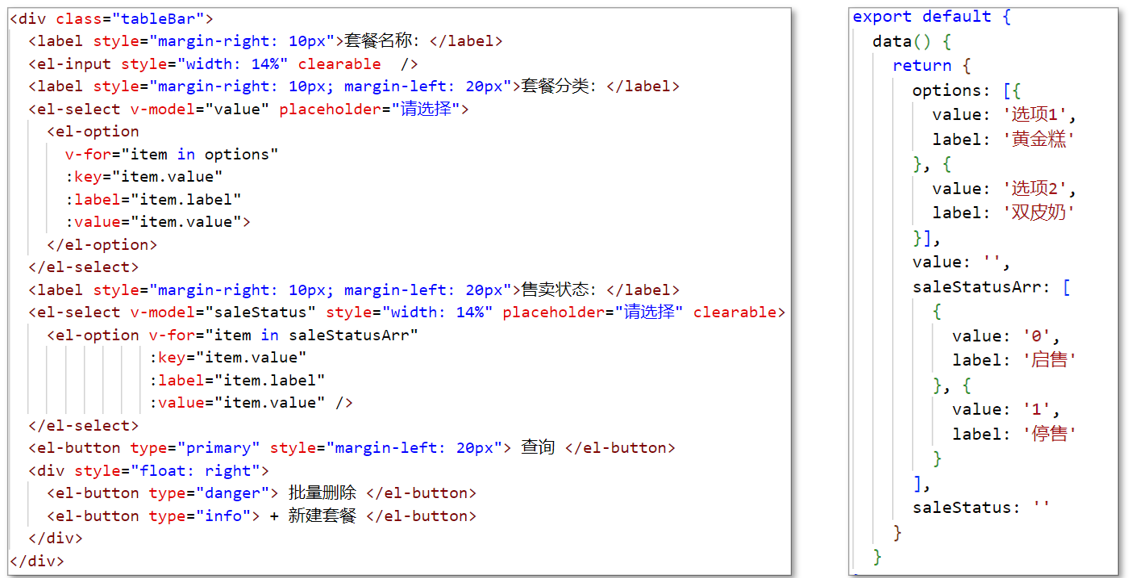 <div class="tableBar">
  <label style="margin-right: 10px">套餐名称：</label>
  <el-input style="width: 14%" clearable  />
  <label style="margin-right: 10px; margin-left: 20px">套餐分类：</label>
  <el-select v-model="value" placeholder="请选择">
    <el-option
      v-for="item in options"
      :key="item.value"
      :label="item.label"
      :value="item.value">
    </el-option>
  </el-select>
  <label style="margin-right: 10px; margin-left: 20px">售卖状态：</label>
  <el-select v-model="saleStatus" style="width: 14%" placeholder="请选择" clearable>
    <el-option v-for="item in saleStatusArr"
               :key="item.value"
               :label="item.label"
               :value="item.value" />
  </el-select>
  <el-button type="primary" style="margin-left: 20px"> 查询 </el-button>
  <div style="float: right">
    <el-button type="danger"> 批量删除 </el-button>
    <el-button type="info"> + 新建套餐 </el-button>
  </div>
</div>
export default {
  data() {
    return {
      options: [{
        value: '选项1',
        label: '黄金糕'
      }, {
        value: '选项2',
        label: '双皮奶'
      }],
      value: '',
      saleStatusArr: [
        {
          value: '0',
          label: '启售'
        }, {
          value: '1',
          label: '停售'
        }
      ],
      saleStatus: ''
    }
  }